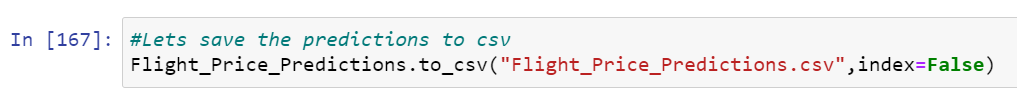 In [167]: #Lets save the predictions to csv
Flight_Price_Predictions.to_csv("Flight_Price_Predictions.csv",index=False)